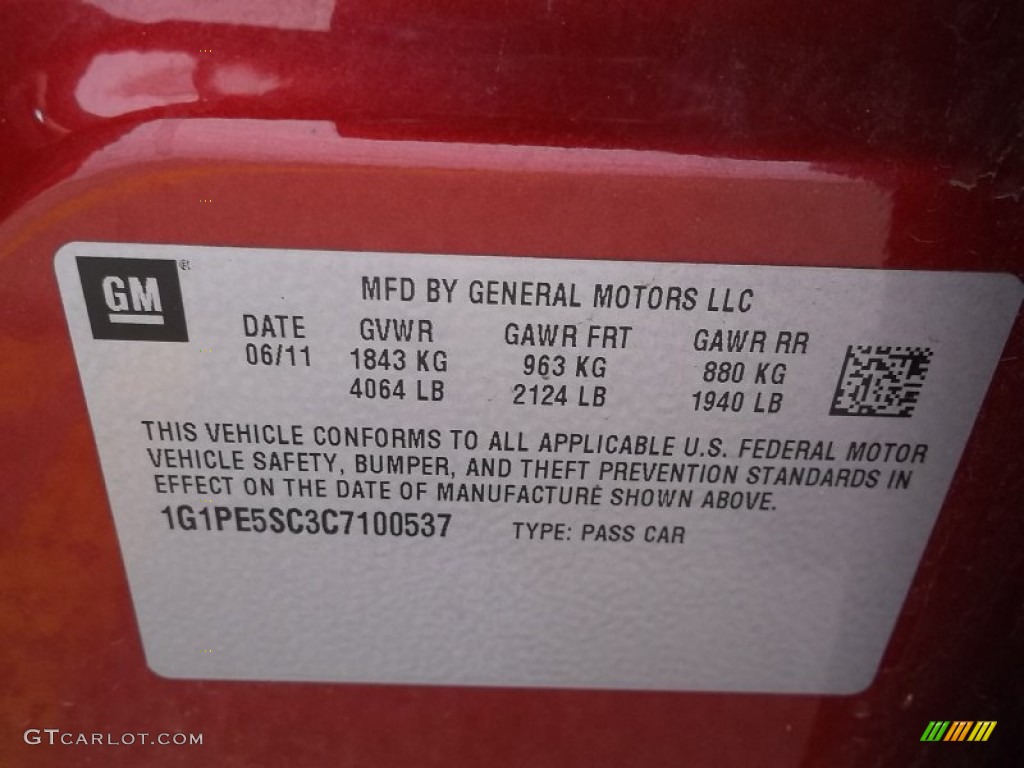 GM ®
MFD BY GENERAL MOTORS LLC
DATE GVWR GAWR FRT GAWR RR
06/11 1843 KG 963 KG 880 KG
4064 LB 2124 LB 1940 LB
THIS VEHICLE CONFORMS TO ALL APPLICABLE U.S. FEDERAL MOTOR
VEHICLE SAFETY, BUMPER, AND THEFT PREVENTION STANDARDS IN
EFFECT ON THE DATE OF MANUFACTURE SHOWN ABOVE.
1G1PE5SC3C7100537 TYPE: PASS CAR
GTCARLOT.COM